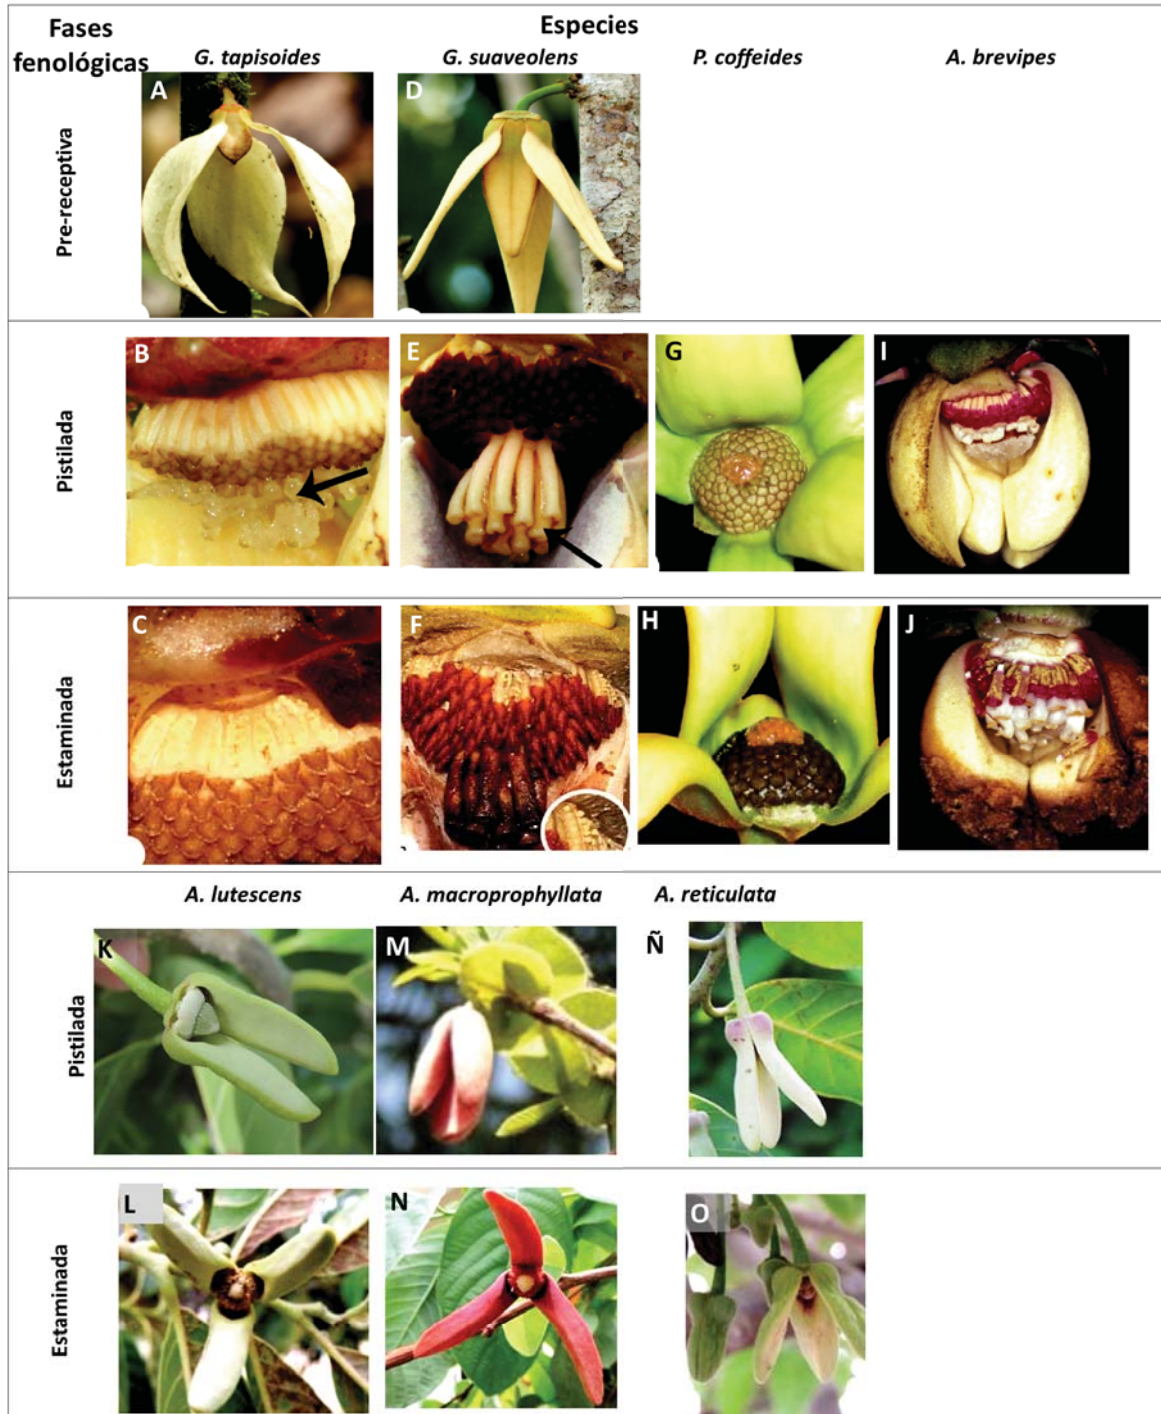 Fases fenológicas
Especies
G. tapisoides
G. suaveolens
P. coffeides
A. brevipes
Pre-receptiva
A
D
Pistilada
B
E
G
I
Estaminada
C
F
H
J
A. lutescens
A. macroprophyllata
A. reticulata
Pistilada
K
M
Ñ
Estaminada
L
N
O